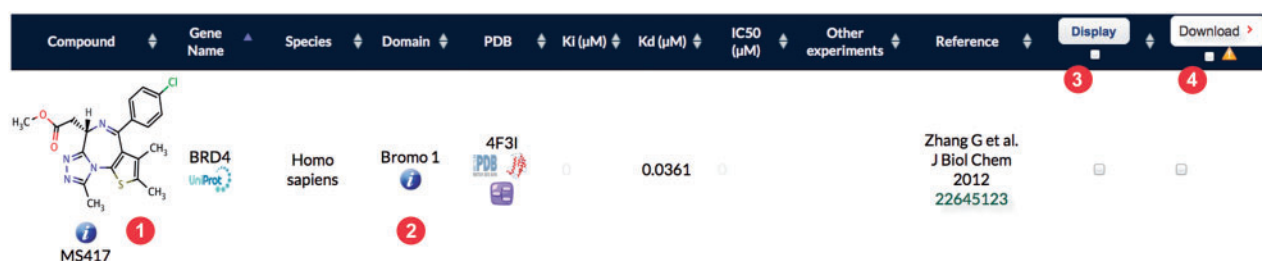 Compound
Gene
Name
Species
Domain
PDB
Ki (µM)
Kd (µM)
IC50
(µM)
Other
experiments
Reference
Display
Download
3
4
Cl
H
H₃C
O
O
N
N
N
N
S
CH₃
CH₃
CH₃
i
MS417
1
BRD4
UniProt
Homo
sapiens
Bromo 1
i
2
4F3I
PDB
0
0.0361
0
Zhang G et al.
J Biol Chem
2012
22645123